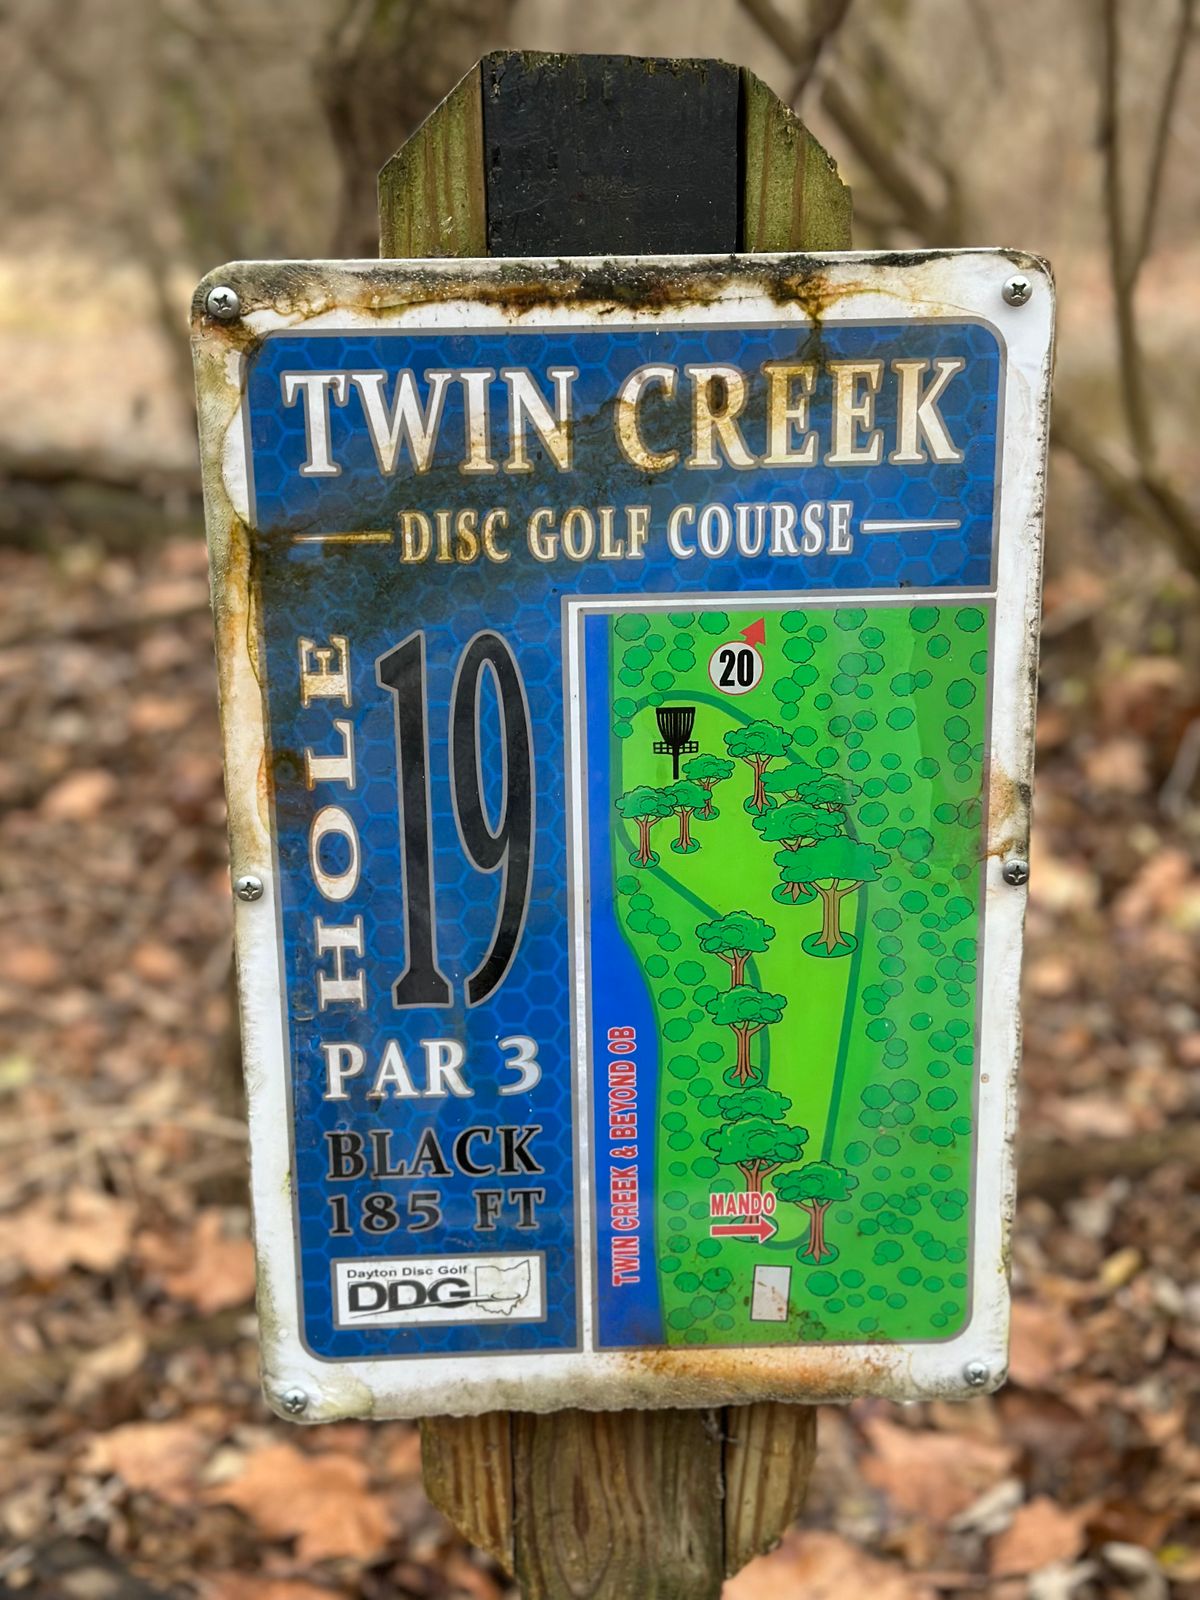 TWIN CREEK
DISC GOLF COURSE
HOLE
19
PAR 3
BLACK
185 FT
Dayton Disc Golf
DDG
20
TWIN CREEK & BEYOND OB
MANDO